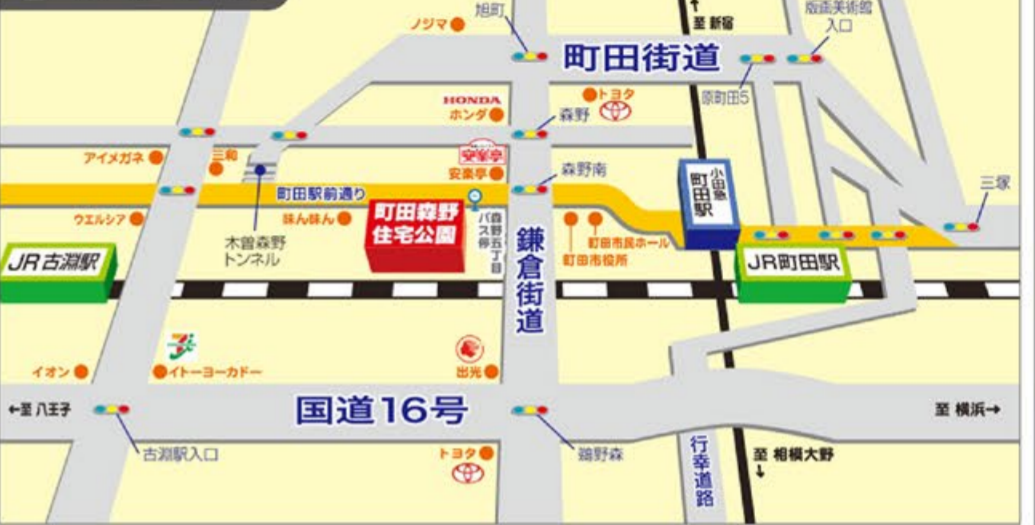 旭町
↑
至 新宿
版画美術館
入口
ノジマ
町田街道
原町田5
HONDA
ホンダ
トヨタ
森野
アイメガネ
三和
安楽亭
安楽亭
森野南
小田急
町田駅
三塚
町田駅前通り
ウエルシア
味ん味ん
町田森野
住宅公園
森野五丁目
バス停
町田市民ホール
町田市役所
木曽森野
トンネル
JR古淵駅
JR町田駅
鎌倉街道
イオン
イトーヨーカドー
出光
←至 八王子
国道16号
至 横浜→
古淵駅入口
トヨタ
鵜野森
行幸道路
至 相模大野
↓